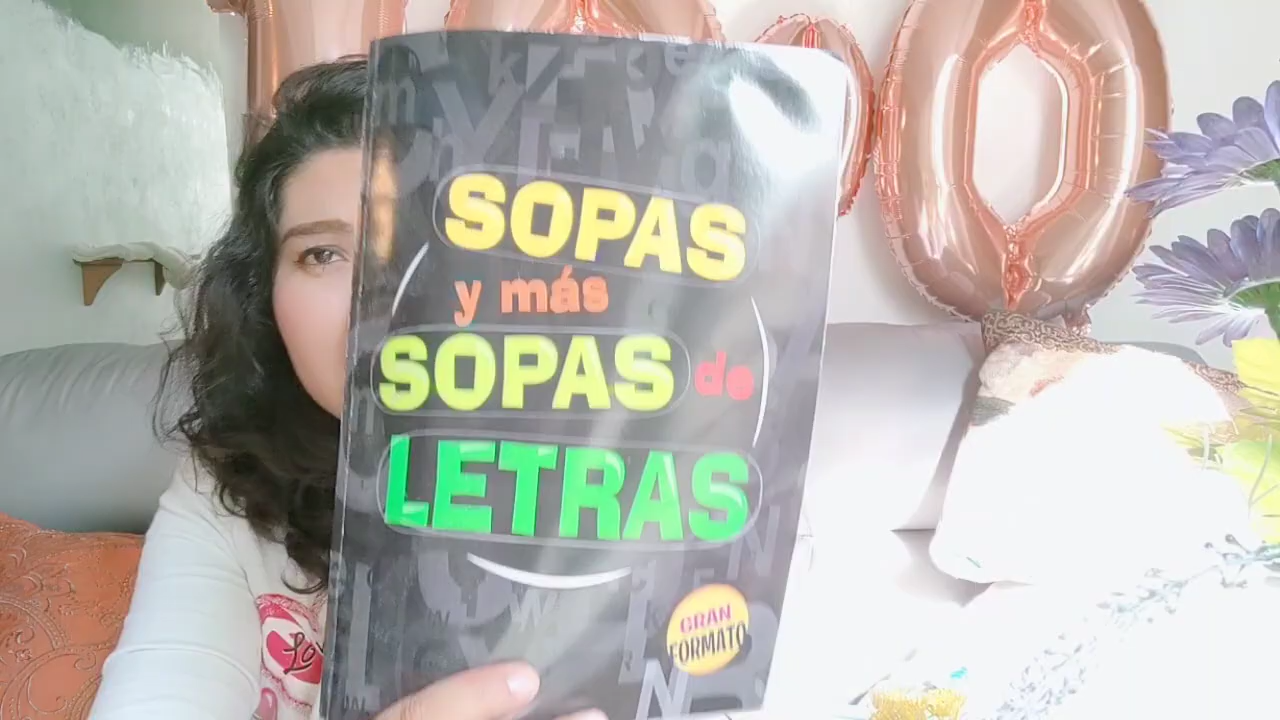 SOPAS
y más
SOPAS de
LETRAS
GRAN
FORMATO